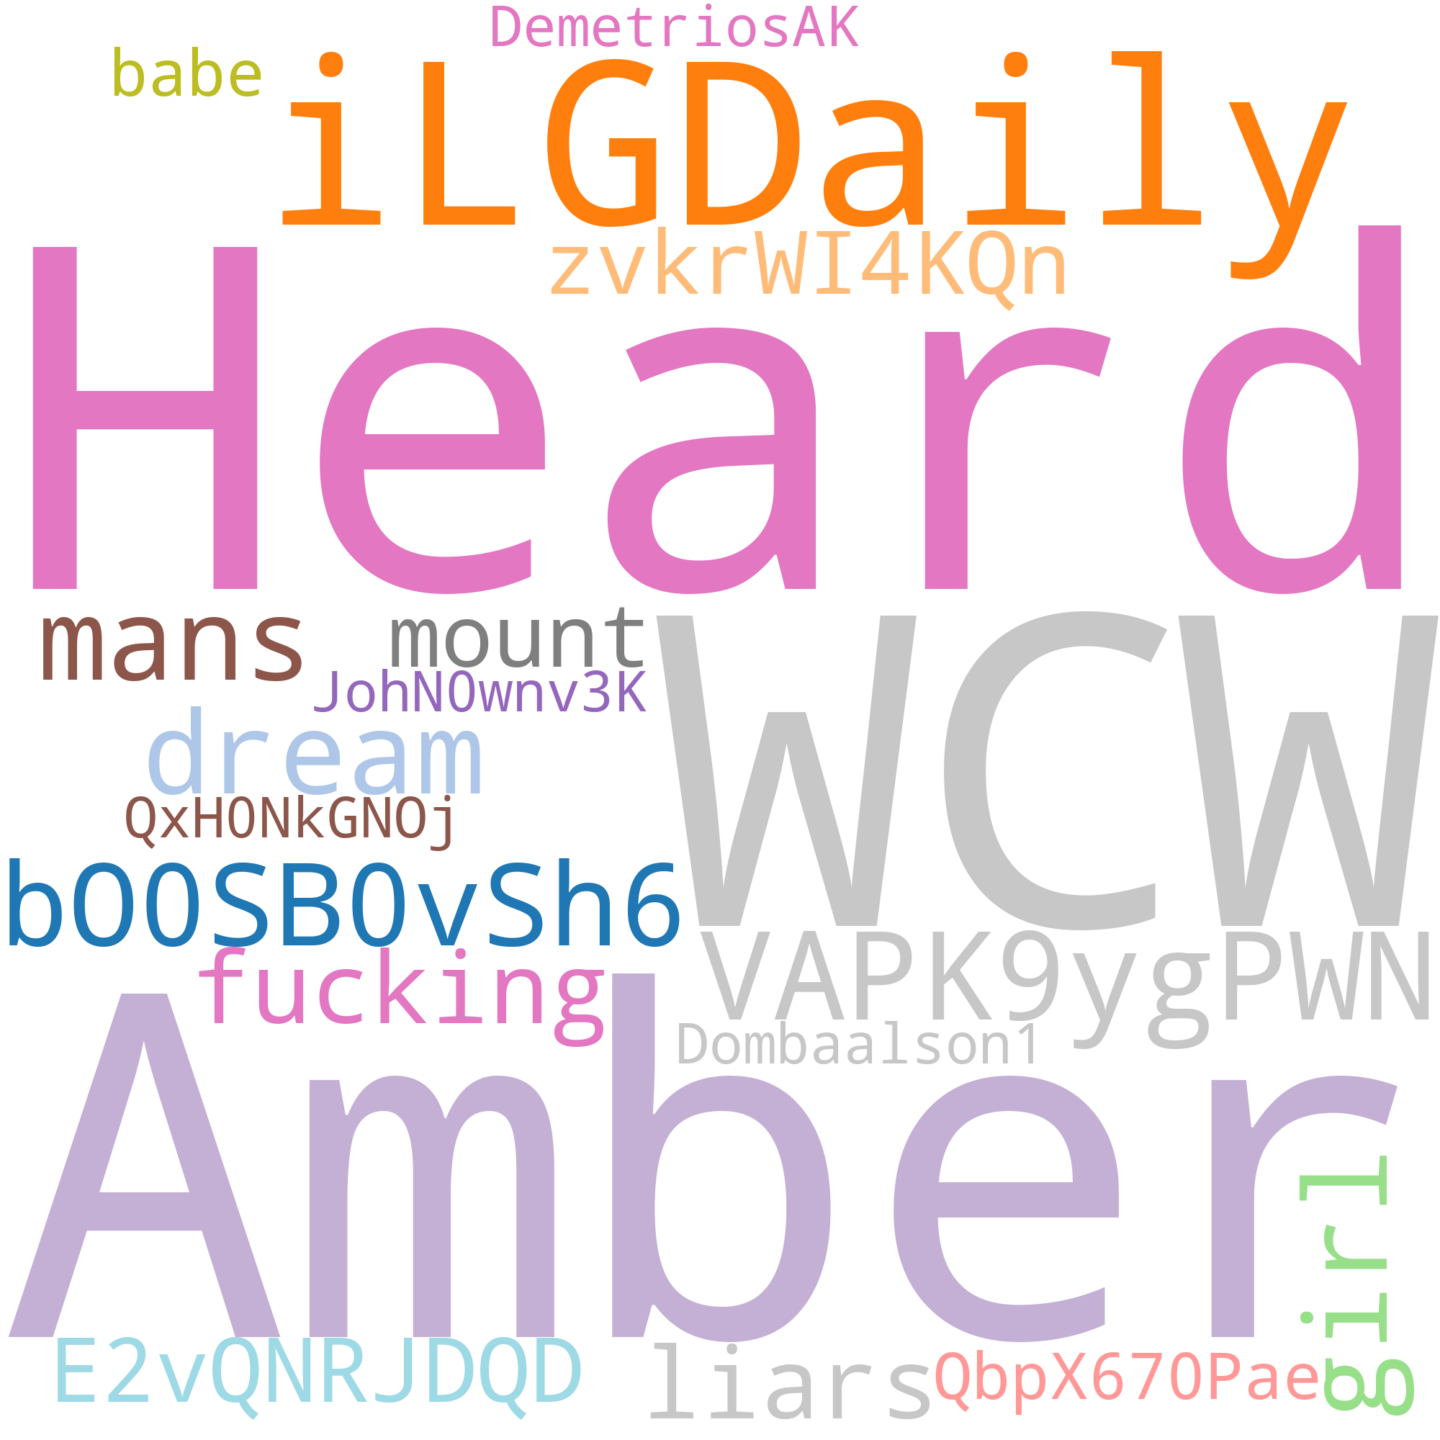 DemetriosAK
babe
iLGDaily
zvkrWI4KQn
Heard
mans
mount
WCW
JohN0wnv3K
dream
QxH0NkGNOj
bO0SB0vSh6
VAPK9ygPWN
fucking
Dombaalson1
Amber
girl
E2vQNRJDQD
liars
QbpX670Pae